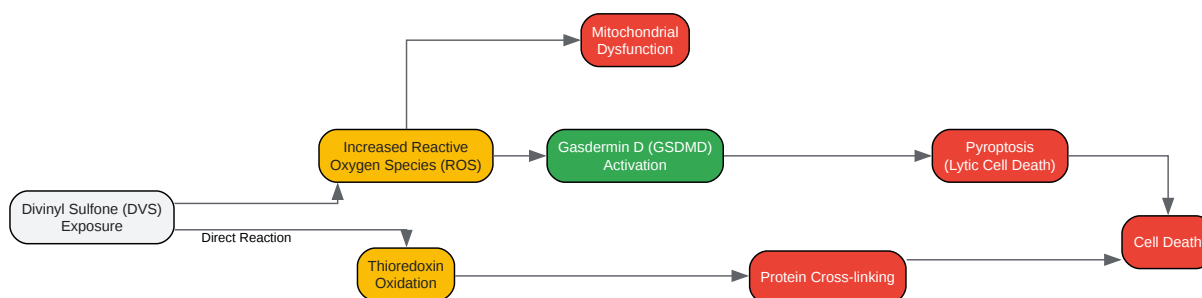 Mitochondrial
Dysfunction
Increased Reactive
Oxygen Species (ROS)
Gasdermin D (GSDMD)
Activation
Pyroptosis
(Lytic Cell Death)
Divinyl Sulfone (DVS)
Exposure
Direct Reaction
Thioredoxin
Oxidation
Protein Cross-linking
Cell Death